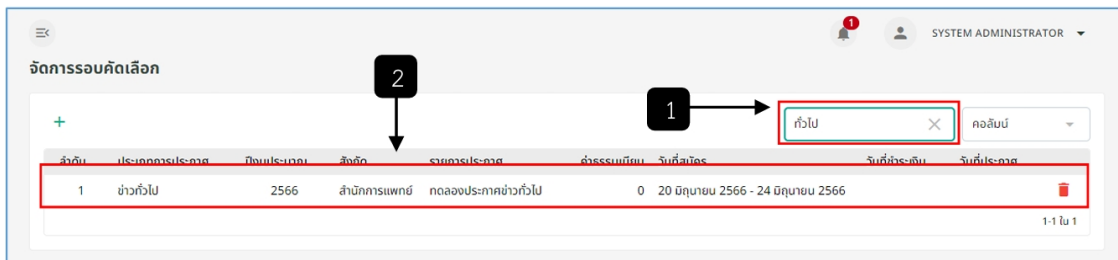 1
SYSTEM ADMINISTRATOR
จัดการรอบคัดเลือก
2
1
+
ทั่วไป
คอลัมน์
ลำดับ ประเภทการประกาศ ปีงบประมาณ สังกัด รายการประกาศ ค่าธรรมเนียม วันที่สมัคร วันที่ชำระเงิน วันที่ประกาศ
1 ข่าวทั่วไป 2566 สำนักการแพทย์ ทดลองประกาศข่าวทั่วไป 0 20 มิถุนายน 2566 - 24 มิถุนายน 2566
1-1 ใน 1